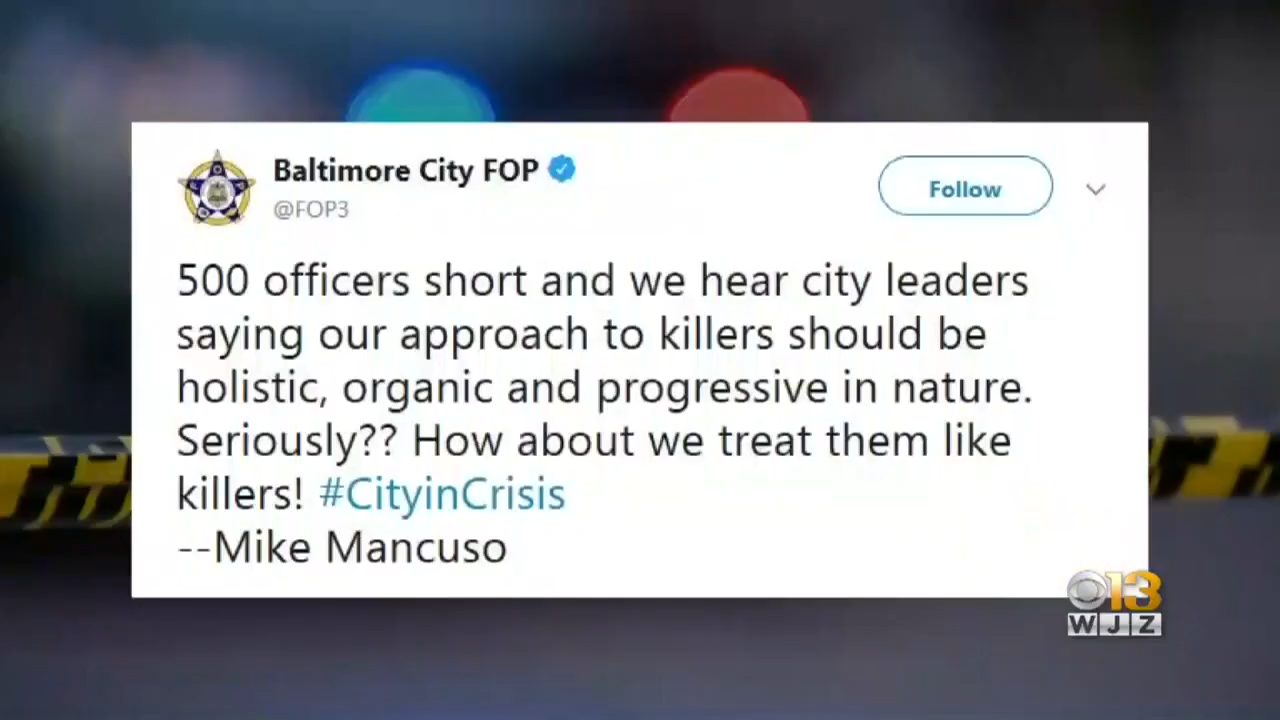 Baltimore City FOP
@FOP3
Follow
500 officers short and we hear city leaders
saying our approach to killers should be
holistic, organic and progressive in nature.
Seriously?? How about we treat them like
killers! #CityinCrisis
--Mike Mancuso
13
WJZ